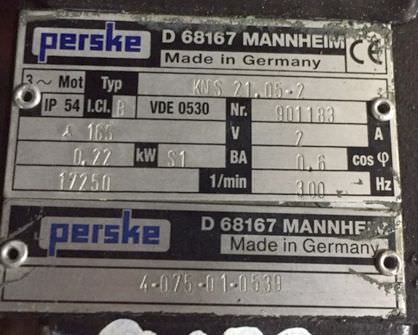 perske D 68167 MANNHEIM
Made in Germany CE
3~ Mot Typ KNS 21.05-2
IP 54 I.Cl. B VDE 0530 Nr. 901183
165 V 2 A
0,22 kW S1 BA 0,6 cos φ
17250 1/min 300 Hz
perske D 68167 MANNHEIM
Made in Germany
4-075-01-0539